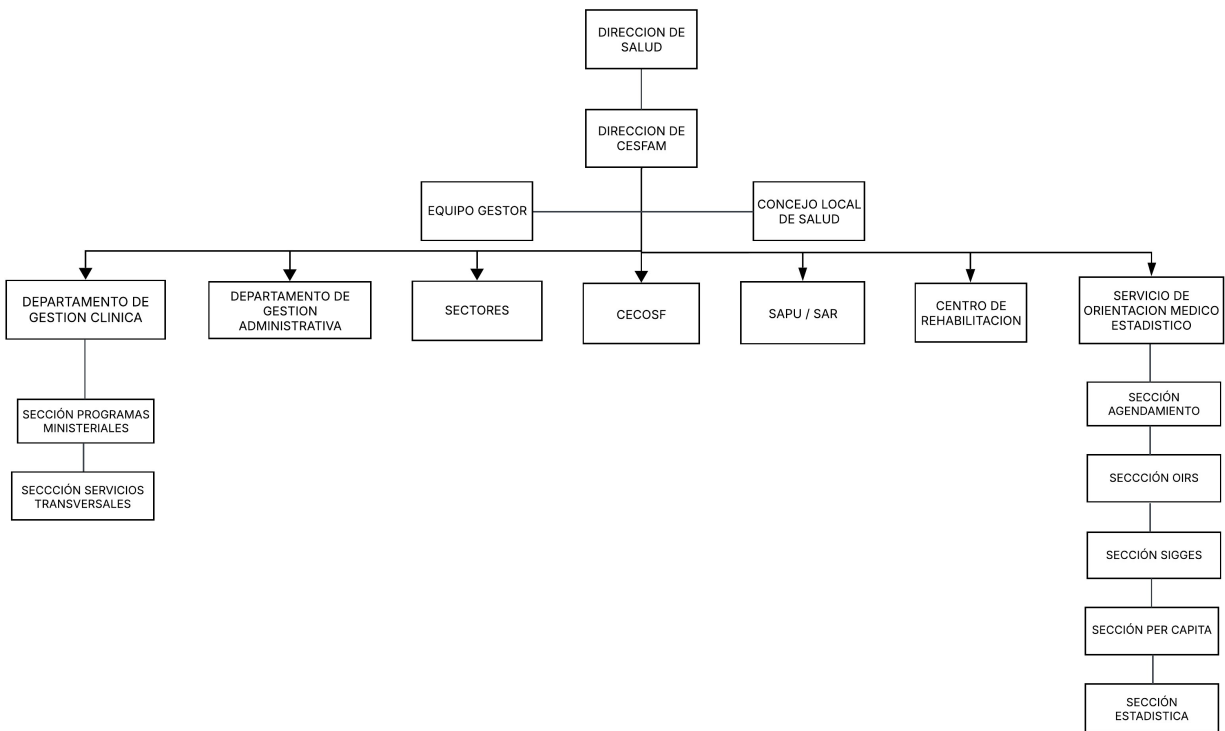 DIRECCION DE
SALUD
DIRECCION DE
CESFAM
EQUIPO GESTOR
CONCEJO LOCAL
DE SALUD
DEPARTAMENTO DE
GESTION CLINICA
DEPARTAMENTO DE
GESTION
ADMINISTRATIVA
SECTORES
CECOSF
SAPU / SAR
CENTRO DE
REHABILITACION
SERVICIO DE
ORIENTACION MEDICO
ESTADISTICO
SECCIÓN PROGRAMAS
MINISTERIALES
SECCCIÓN SERVICIOS
TRANSVERSALES
SECCIÓN
AGENDAMIENTO
SECCCIÓN OIRS
SECCIÓN SIGGES
SECCIÓN PER CAPITA
SECCIÓN
ESTADISTICA